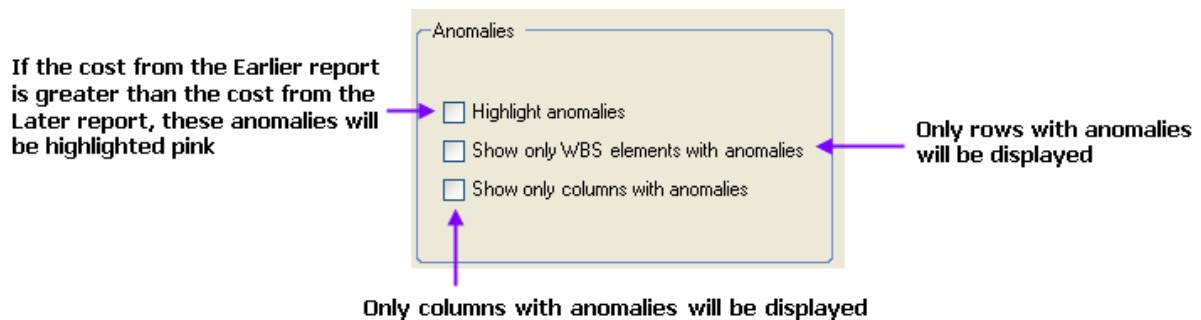 Anomalies
If the cost from the Earlier report
is greater than the cost from the
Later report, these anomalies will
be highlighted pink
Highlight anomalies
Show only WBS elements with anomalies
Show only columns with anomalies
Only rows with anomalies
will be displayed
Only columns with anomalies will be displayed